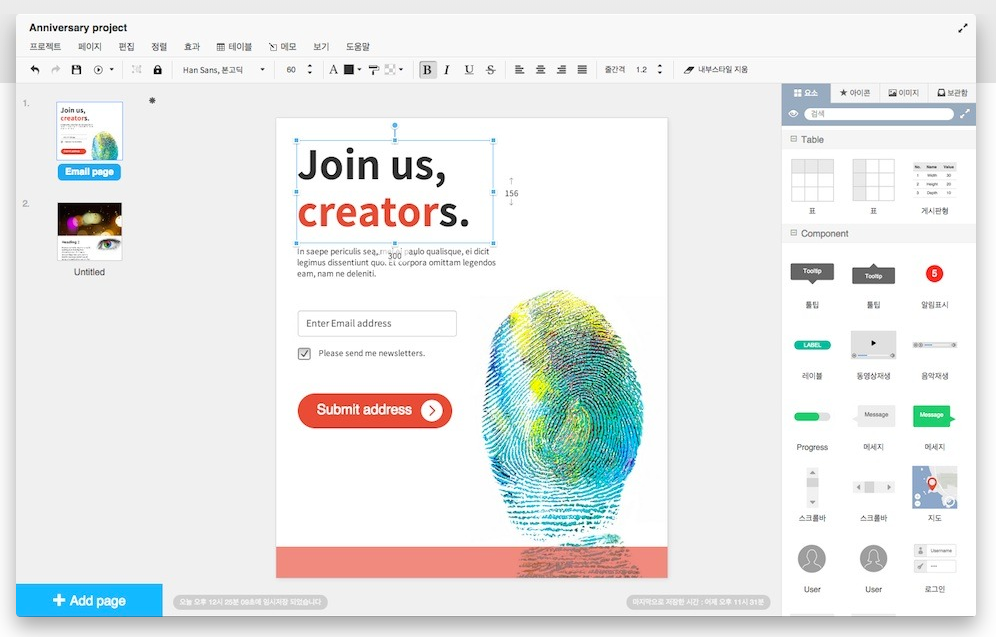 Anniversary project
프로젝트 페이지 편집 정렬 효과 테이블 메모 보기 도움말
Han Sans, 본고딕 60 A B I U S 줄간격 1.2 내부스타일 지움
1.
Join us,
creators.
Email page
2.
Heading 2
Untitled
Add page
Join us,
creators.
156
300
In saepe periculis sea, paulo qualisque, ei dicit
legimus dissentiunt quo. Et corpora omittam legendos
eam, nam ne deleniti.
Enter Email address
Please send me newsletters.
Submit address
오늘 오후 12시 25분 08초에 임시저장 되었습니다
마지막으로 저장한 시간 : 어제 오후 11시 31분
요소 아이콘 이미지 보관함
검색
Table
No. Name Value
1 Width 30
2 Height 20
3 Depth 10
표 표 게시판형
Component
Tooltip Tooltip 5
툴팁 툴팁 알림표시
LABEL
레이블 동영상재생 음악재생
Message Message
Progress 메세지 메세지
스크롤바 스크롤바 지도
Username
User User 로그인